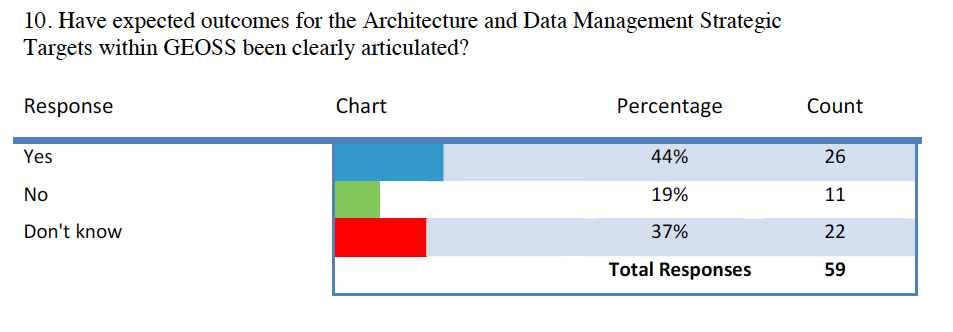 10. Have expected outcomes for the Architecture and Data Management Strategic
Targets within GEOSS been clearly articulated?
Response Chart Percentage Count
Yes 44% 26
No 19% 11
Don't know 37% 22
Total Responses 59